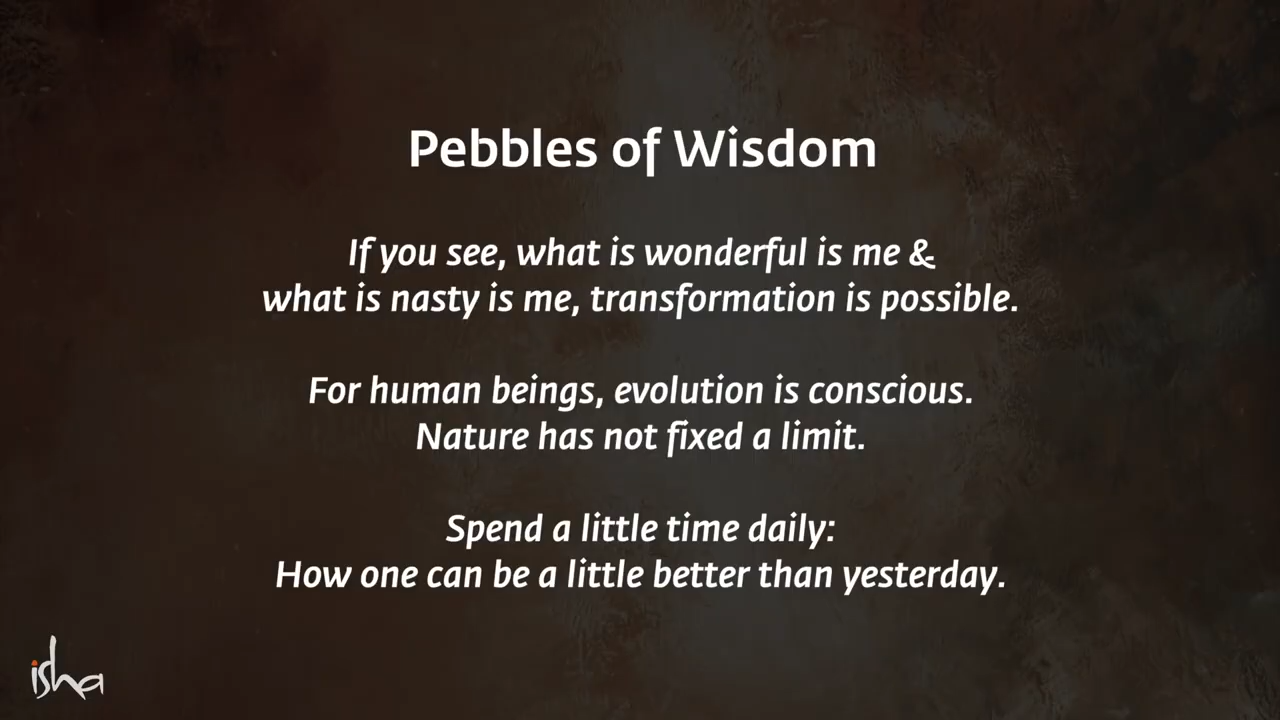 Pebbles of Wisdom
If you see, what is wonderful is me &
what is nasty is me, transformation is possible.
For human beings, evolution is conscious.
Nature has not fixed a limit.
Spend a little time daily:
How one can be a little better than yesterday.
isha